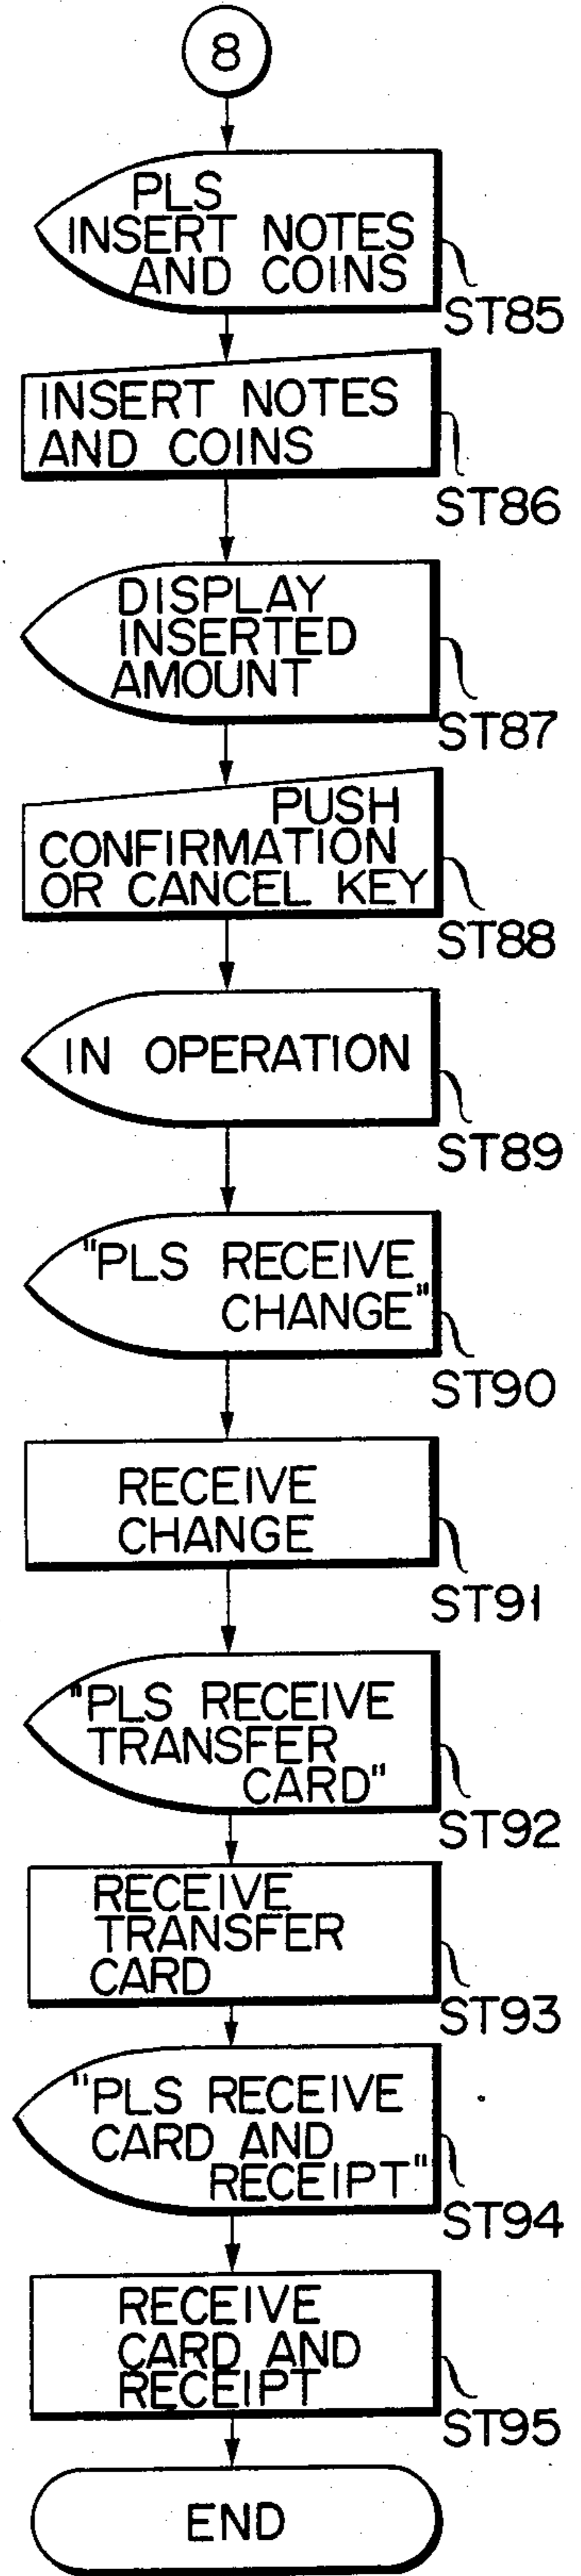 8
PLS
INSERT NOTES
AND COINS
ST85
INSERT NOTES
AND COINS
ST86
DISPLAY
INSERTED
AMOUNT
ST87
PUSH
CONFIRMATION
OR CANCEL KEY
ST88
IN OPERATION
ST89
"PLS RECEIVE
CHANGE"
ST90
RECEIVE
CHANGE
ST91
"PLS RECEIVE
TRANSFER
CARD"
ST92
RECEIVE
TRANSFER
CARD
ST93
"PLS RECEIVE
CARD AND
RECEIPT"
ST94
RECEIVE
CARD AND
RECEIPT
ST95
END